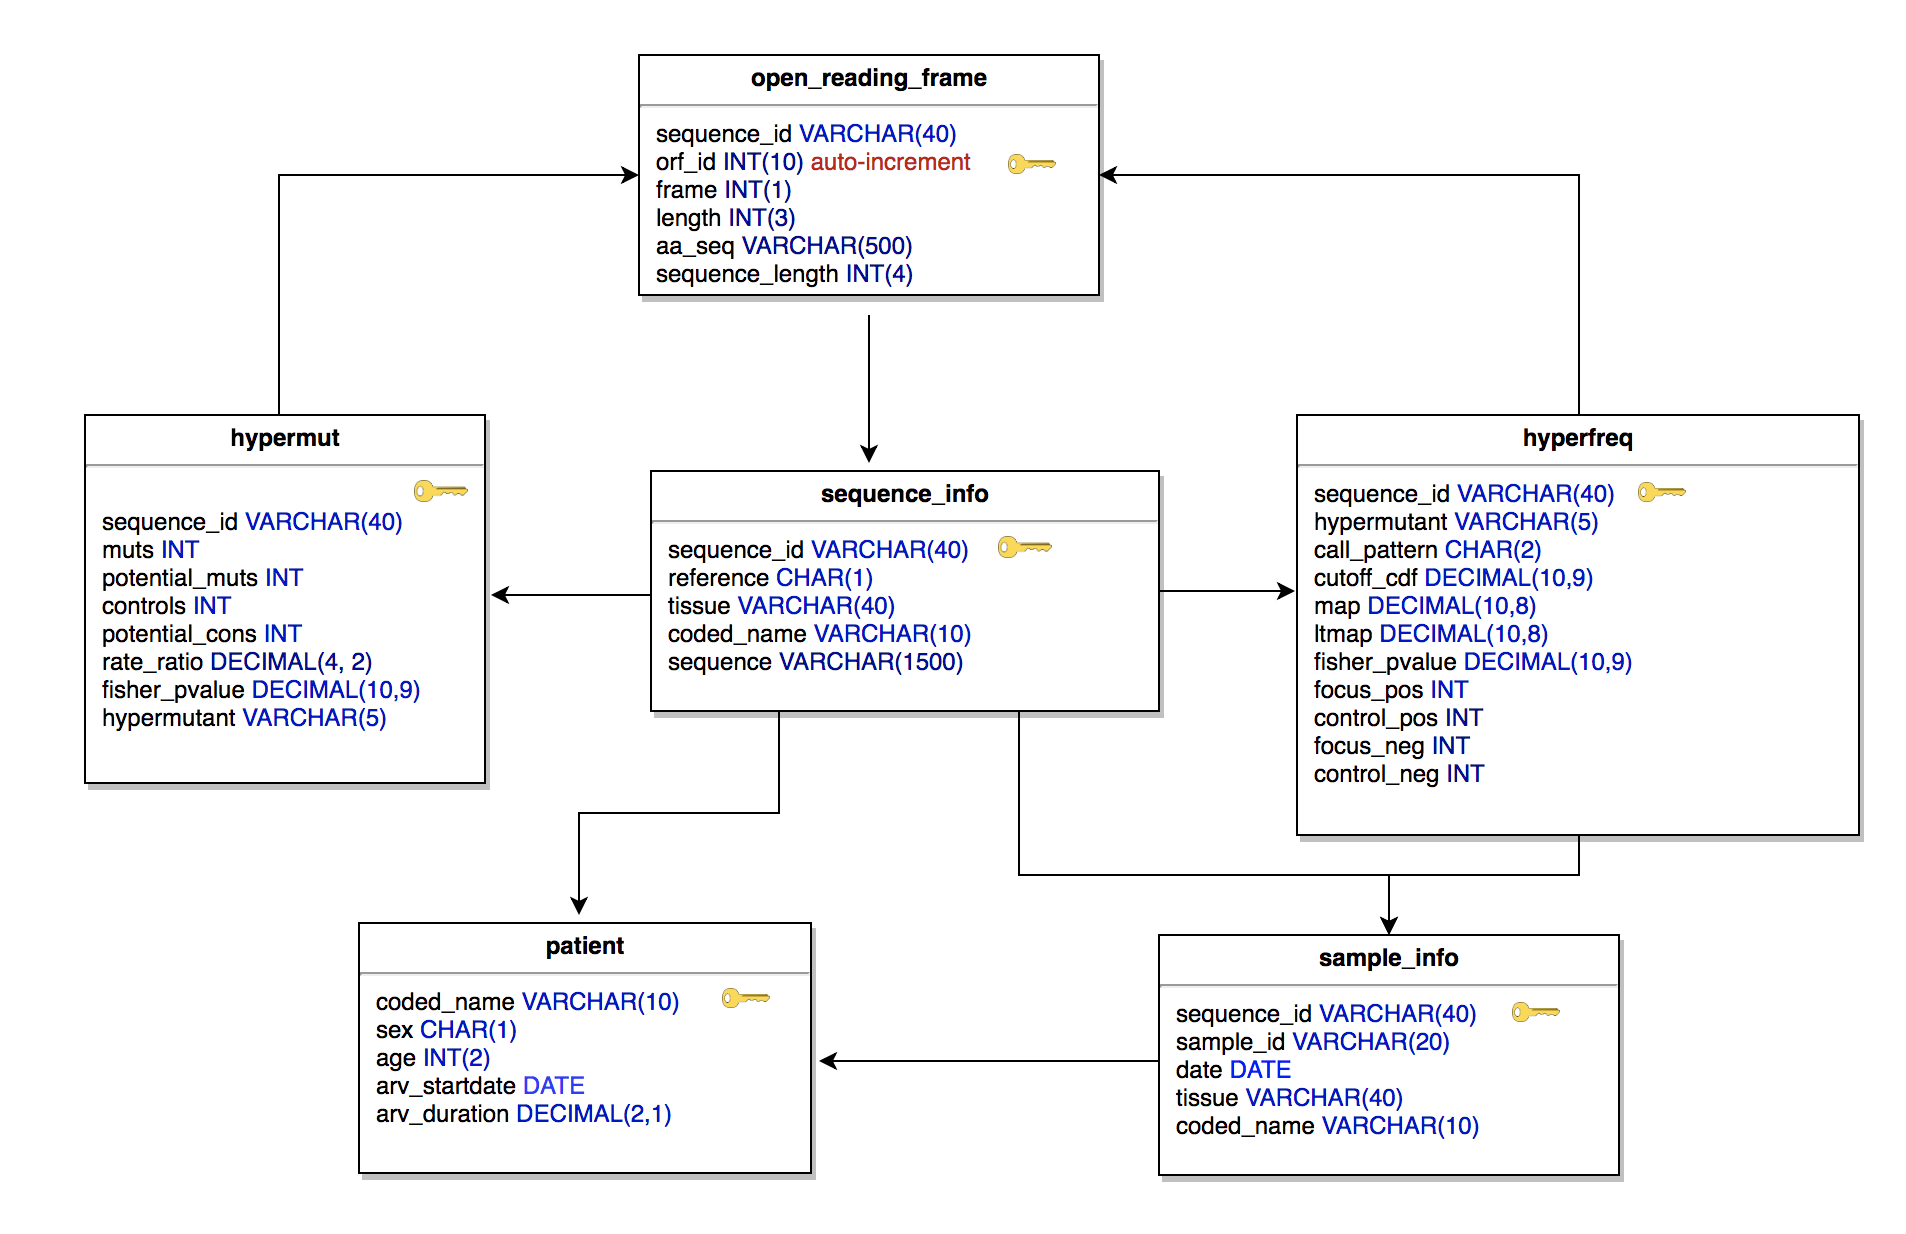 open_reading_frame
sequence_id VARCHAR(40)
orf_id INT(10) auto-increment
frame INT(1)
length INT(3)
aa_seq VARCHAR(500)
sequence_length INT(4)
hypermut
sequence_id VARCHAR(40)
muts INT
potential_muts INT
controls INT
potential_cons INT
rate_ratio DECIMAL(4, 2)
fisher_pvalue DECIMAL(10,9)
hypermutant VARCHAR(5)
sequence_info
sequence_id VARCHAR(40)
reference CHAR(1)
tissue VARCHAR(40)
coded_name VARCHAR(10)
sequence VARCHAR(1500)
hyperfreq
sequence_id VARCHAR(40)
hypermutant VARCHAR(5)
call_pattern CHAR(2)
cutoff_cdf DECIMAL(10,9)
map DECIMAL(10,8)
ltmap DECIMAL(10,8)
fisher_pvalue DECIMAL(10,9)
focus_pos INT
control_pos INT
focus_neg INT
control_neg INT
patient
coded_name VARCHAR(10)
sex CHAR(1)
age INT(2)
arv_startdate DATE
arv_duration DECIMAL(2,1)
sample_info
sequence_id VARCHAR(40)
sample_id VARCHAR(20)
date DATE
tissue VARCHAR(40)
coded_name VARCHAR(10)